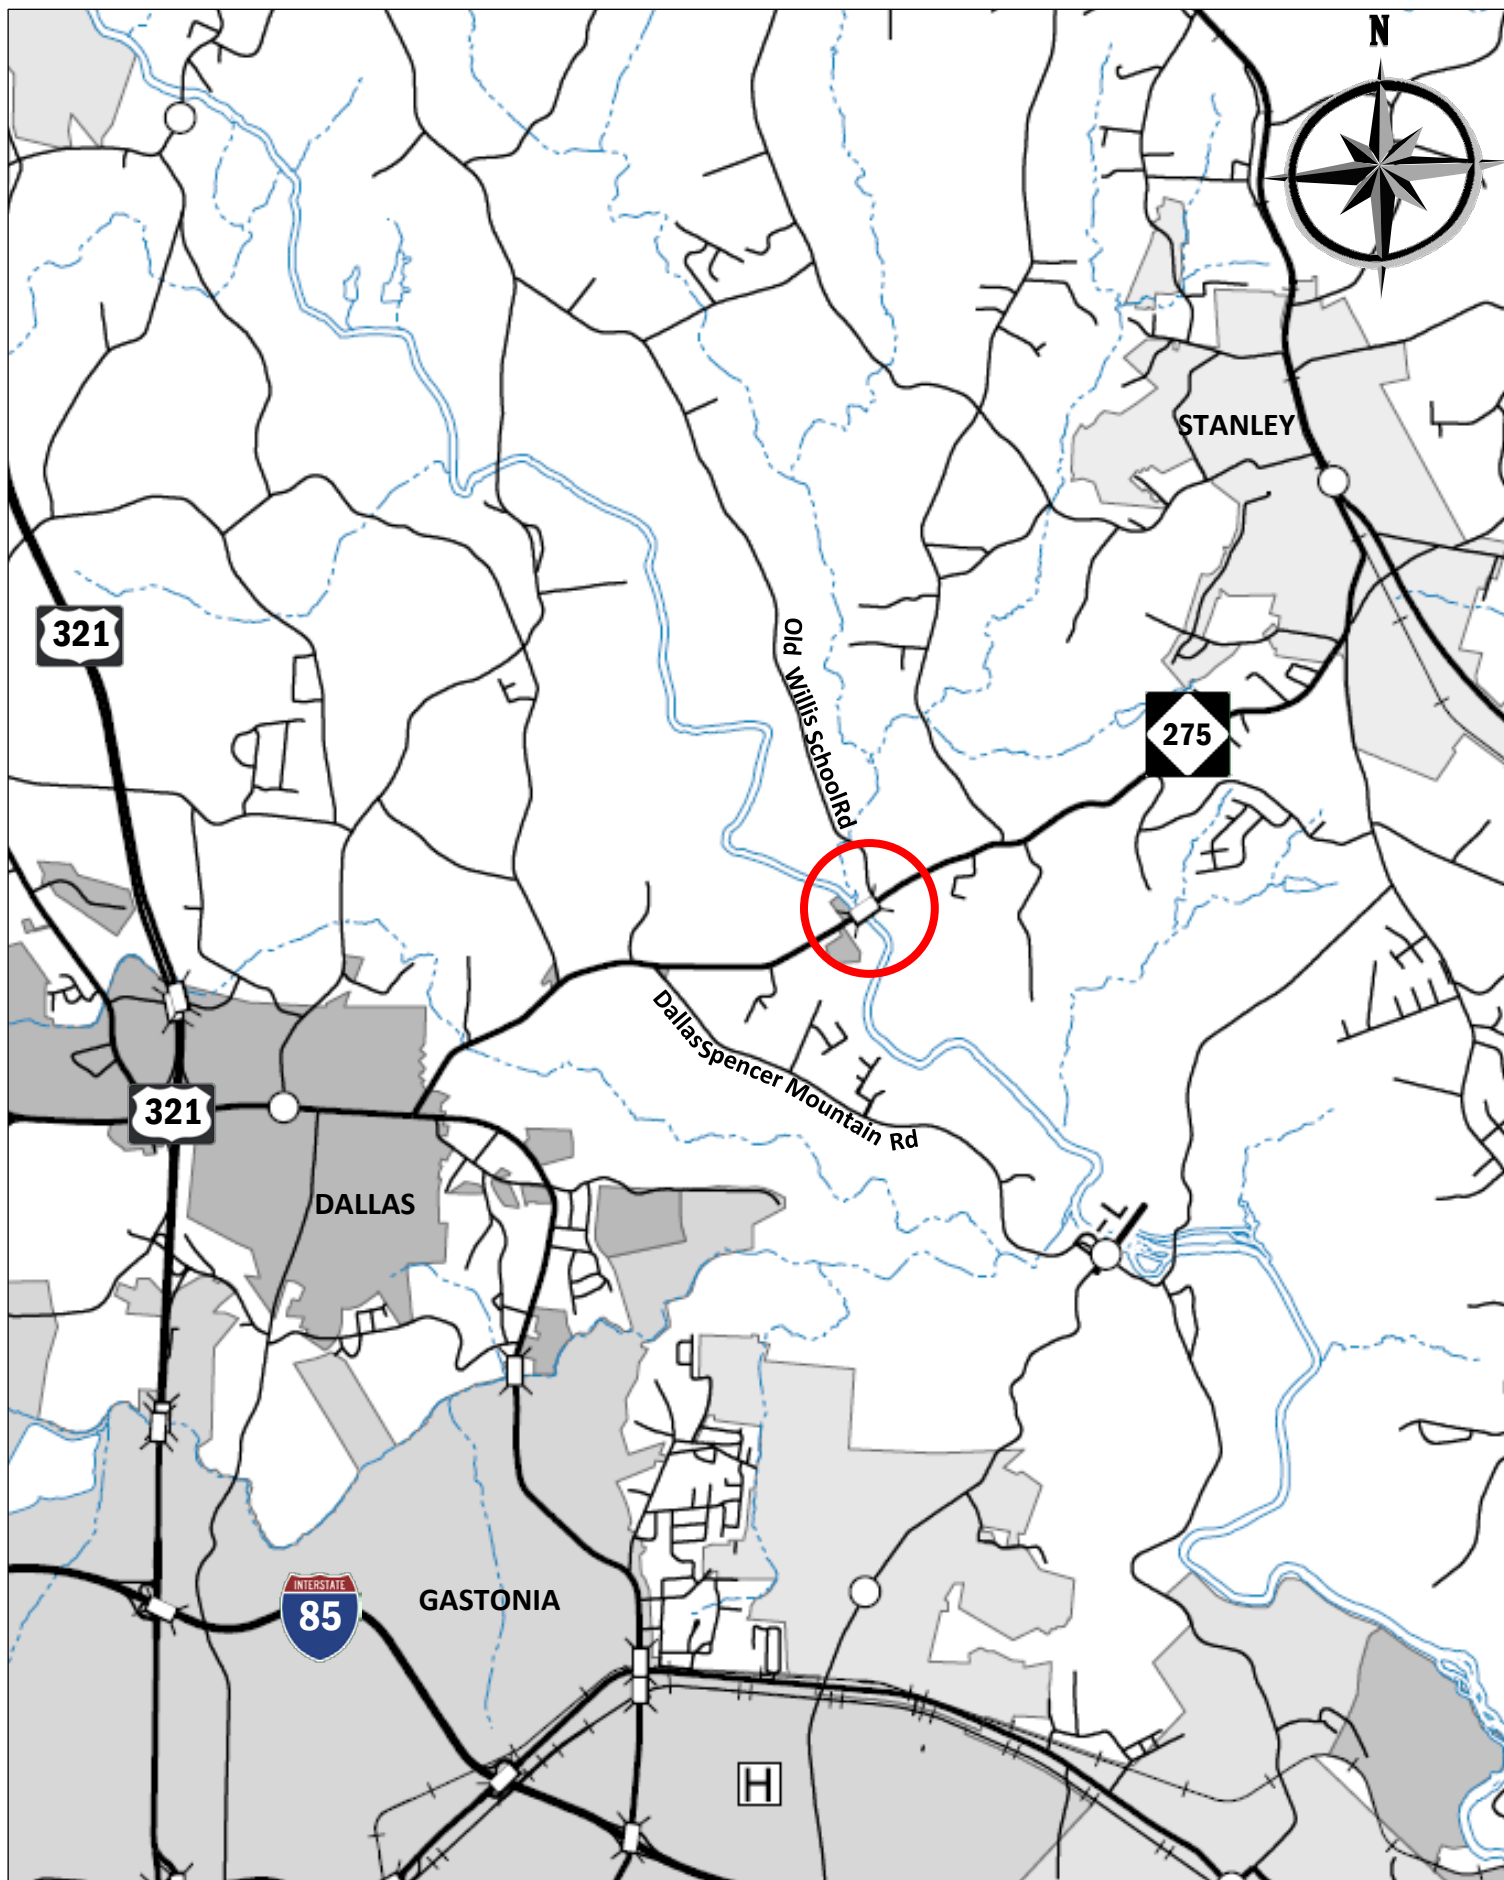 N
STANLEY
321
Old Willis SchoolRd
275
DallasSpencer Mountain Rd
321
DALLAS
INTERSTATE
85
GASTONIA
H